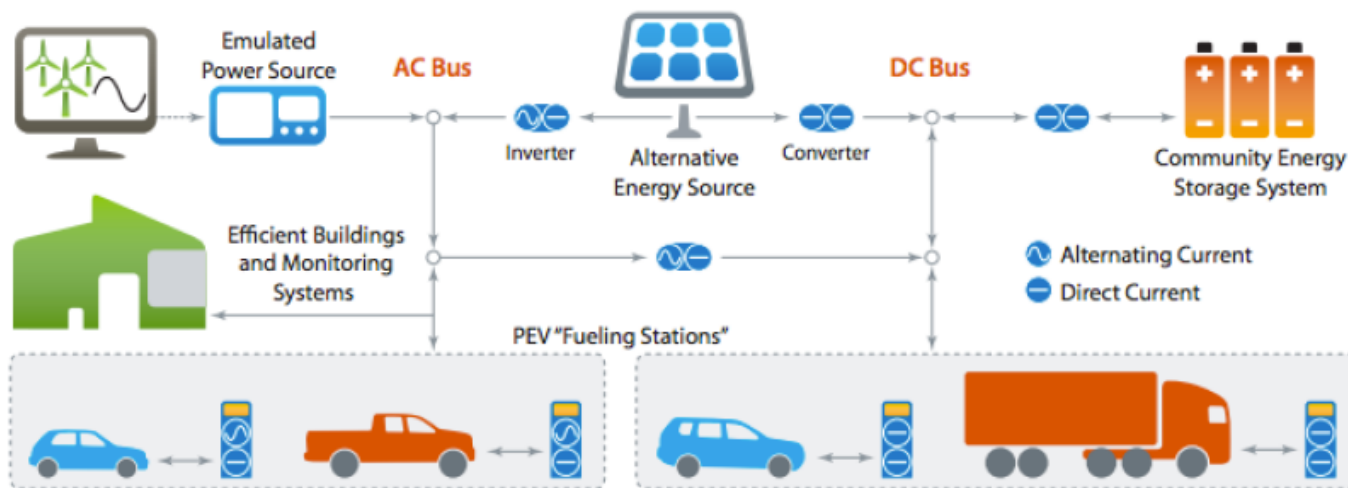 Emulated
Power Source
AC Bus
DC Bus
Inverter
Alternative
Energy Source
Converter
Community Energy
Storage System
Efficient Buildings
and Monitoring
Systems
Alternating Current
Direct Current
PEV "Fueling Stations"